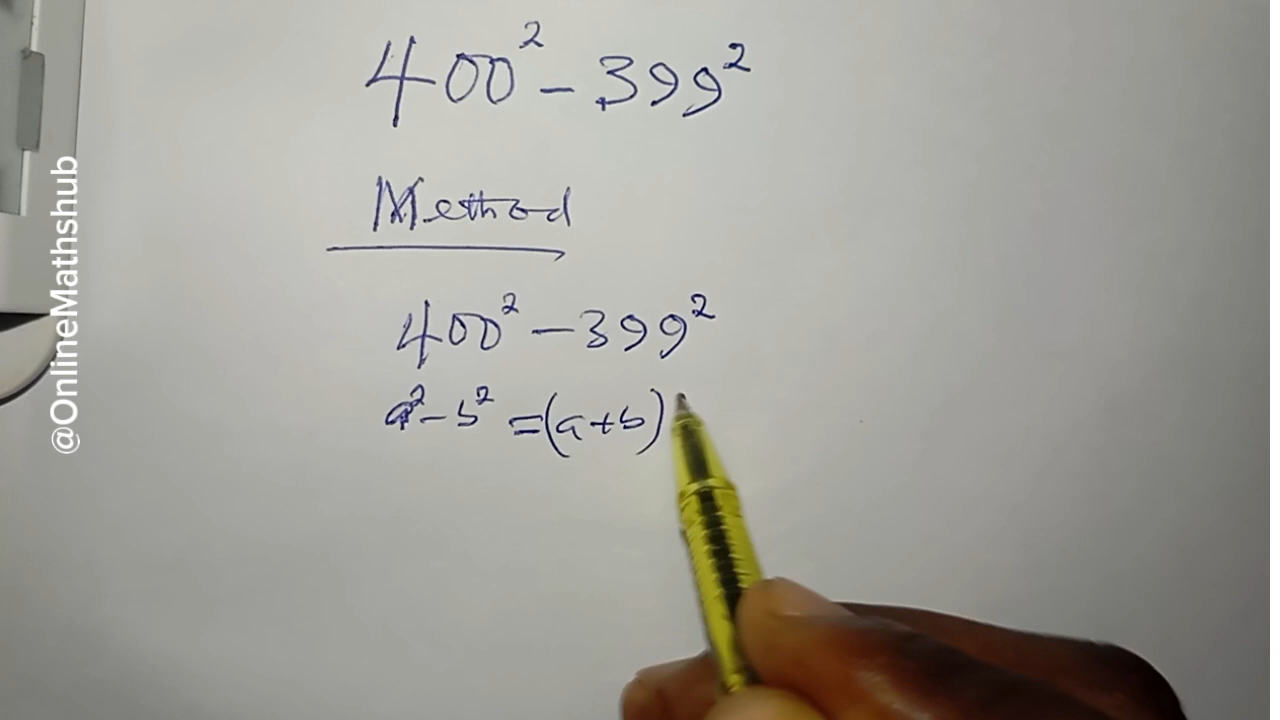 400² - 399²
Method
400² - 399²
a² - b² = (a+b)
@OnlineMathshub